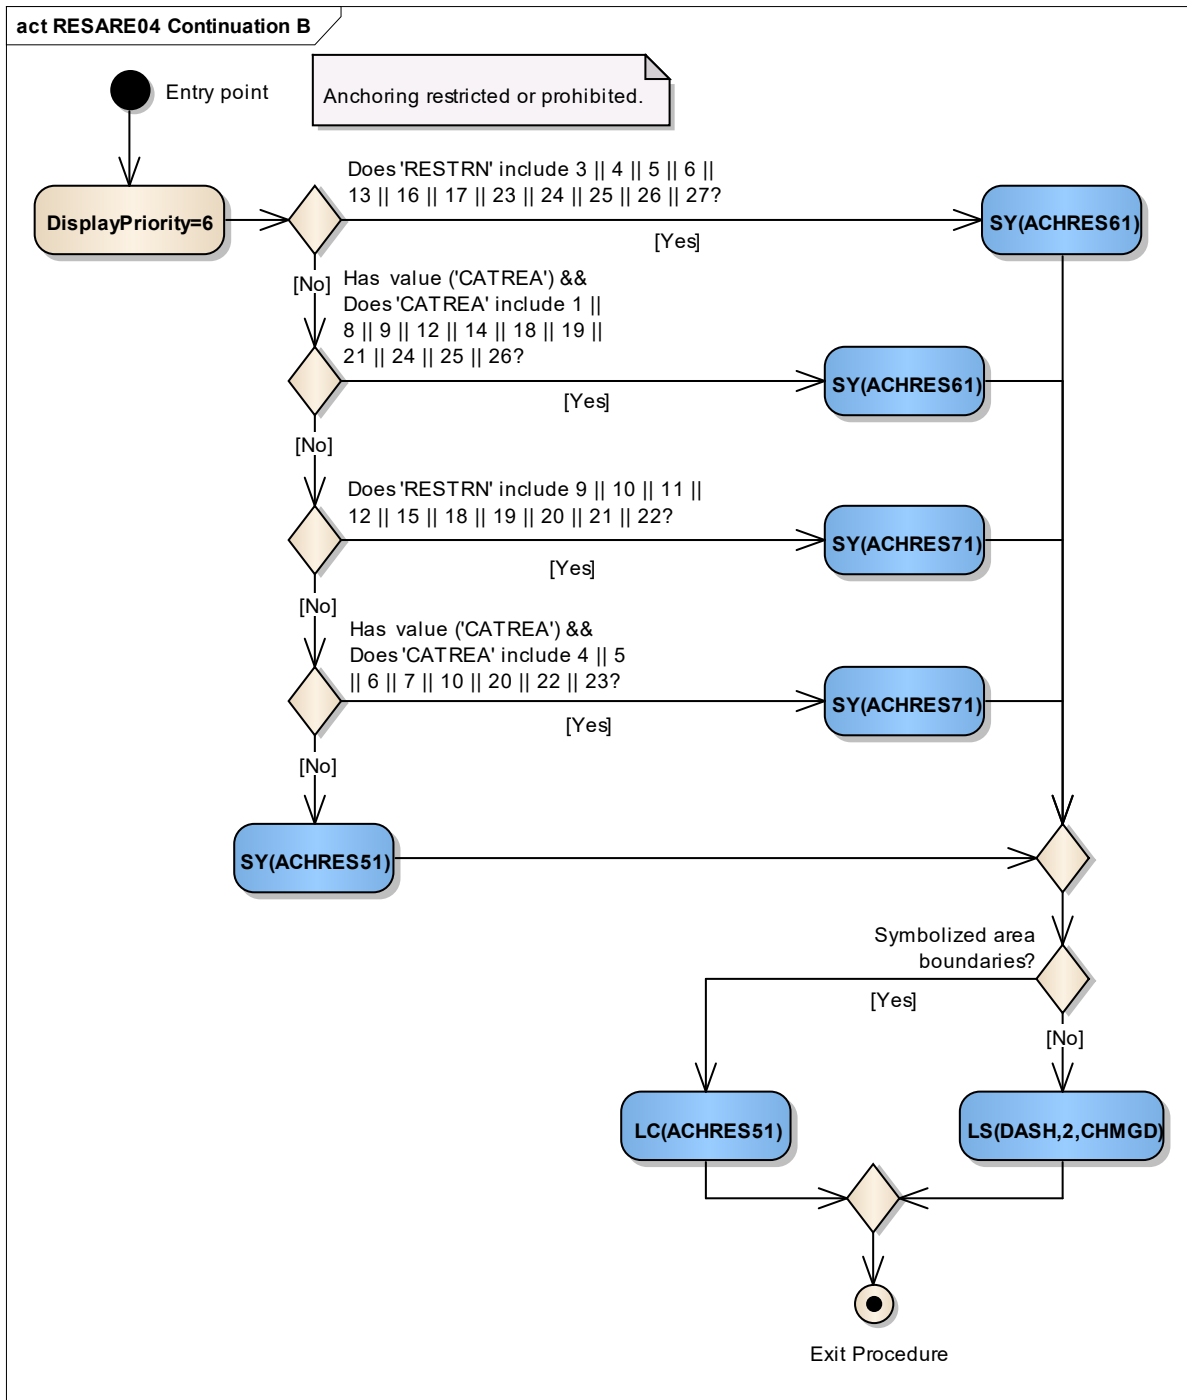 act RESARE04 Continuation B
Entry point
Anchoring restricted or prohibited.
Does 'RESTRN' include 3 || 4 || 5 || 6 ||
13 || 16 || 17 || 23 || 24 || 25 || 26 || 27?
DisplayPriority=6
SY(ACHRES61)
[Yes]
[No]
Has value ('CATREA') &&
Does 'CATREA' include 1 ||
8 || 9 || 12 || 14 || 18 || 19 ||
21 || 24 || 25 || 26?
SY(ACHRES61)
[Yes]
[No]
Does 'RESTRN' include 9 || 10 || 11 ||
12 || 15 || 18 || 19 || 20 || 21 || 22?
SY(ACHRES71)
[Yes]
[No]
Has value ('CATREA') &&
Does 'CATREA' include 4 || 5
|| 6 || 7 || 10 || 20 || 22 || 23?
SY(ACHRES71)
[Yes]
[No]
SY(ACHRES51)
Symbolized area
boundaries?
[Yes]
[No]
LC(ACHRES51)
LS(DASH,2,CHMGD)
Exit Procedure